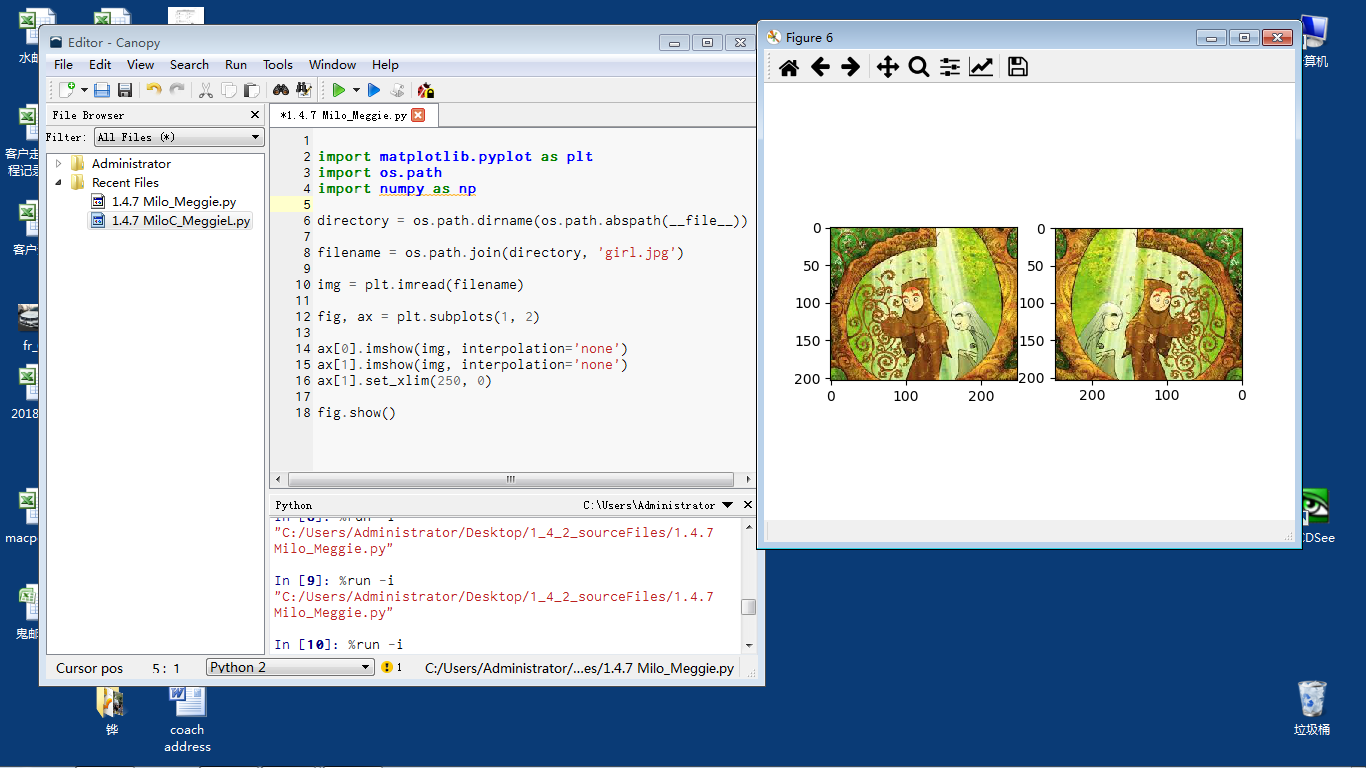 水邮
客户走
程记录
客户
fr_
2018
macp
鬼邮
铧
coach
address
Editor - Canopy
File Edit View Search Run Tools Window Help
File Browser
Filter: All Files (*)
Administrator
Recent Files
1.4.7 Milo_Meggie.py
1.4.7 MiloC_MeggieL.py
*1.4.7 Milo_Meggie.py
1
2 import matplotlib.pyplot as plt
3 import os.path
4 import numpy as np
5
6 directory = os.path.dirname(os.path.abspath(__file__))
7
8 filename = os.path.join(directory, 'girl.jpg')
9
10 img = plt.imread(filename)
11
12 fig, ax = plt.subplots(1, 2)
13
14 ax[0].imshow(img, interpolation='none')
15 ax[1].imshow(img, interpolation='none')
16 ax[1].set_xlim(250, 0)
17
18 fig.show()
Python C:\Users\Administrator
In [8]: %run -i
"C:/Users/Administrator/Desktop/1_4_2_sourceFiles/1.4.7
Milo_Meggie.py"
In [9]: %run -i
"C:/Users/Administrator/Desktop/1_4_2_sourceFiles/1.4.7
Milo_Meggie.py"
In [10]: %run -i
Cursor pos 5: 1 Python 2 1 C:/Users/Administrator/...es/1.4.7 Milo_Meggie.py
Figure 6
0
50
100
150
200
0 100 200
0
50
100
150
200
200 100 0
算机
CDSee
垃圾桶